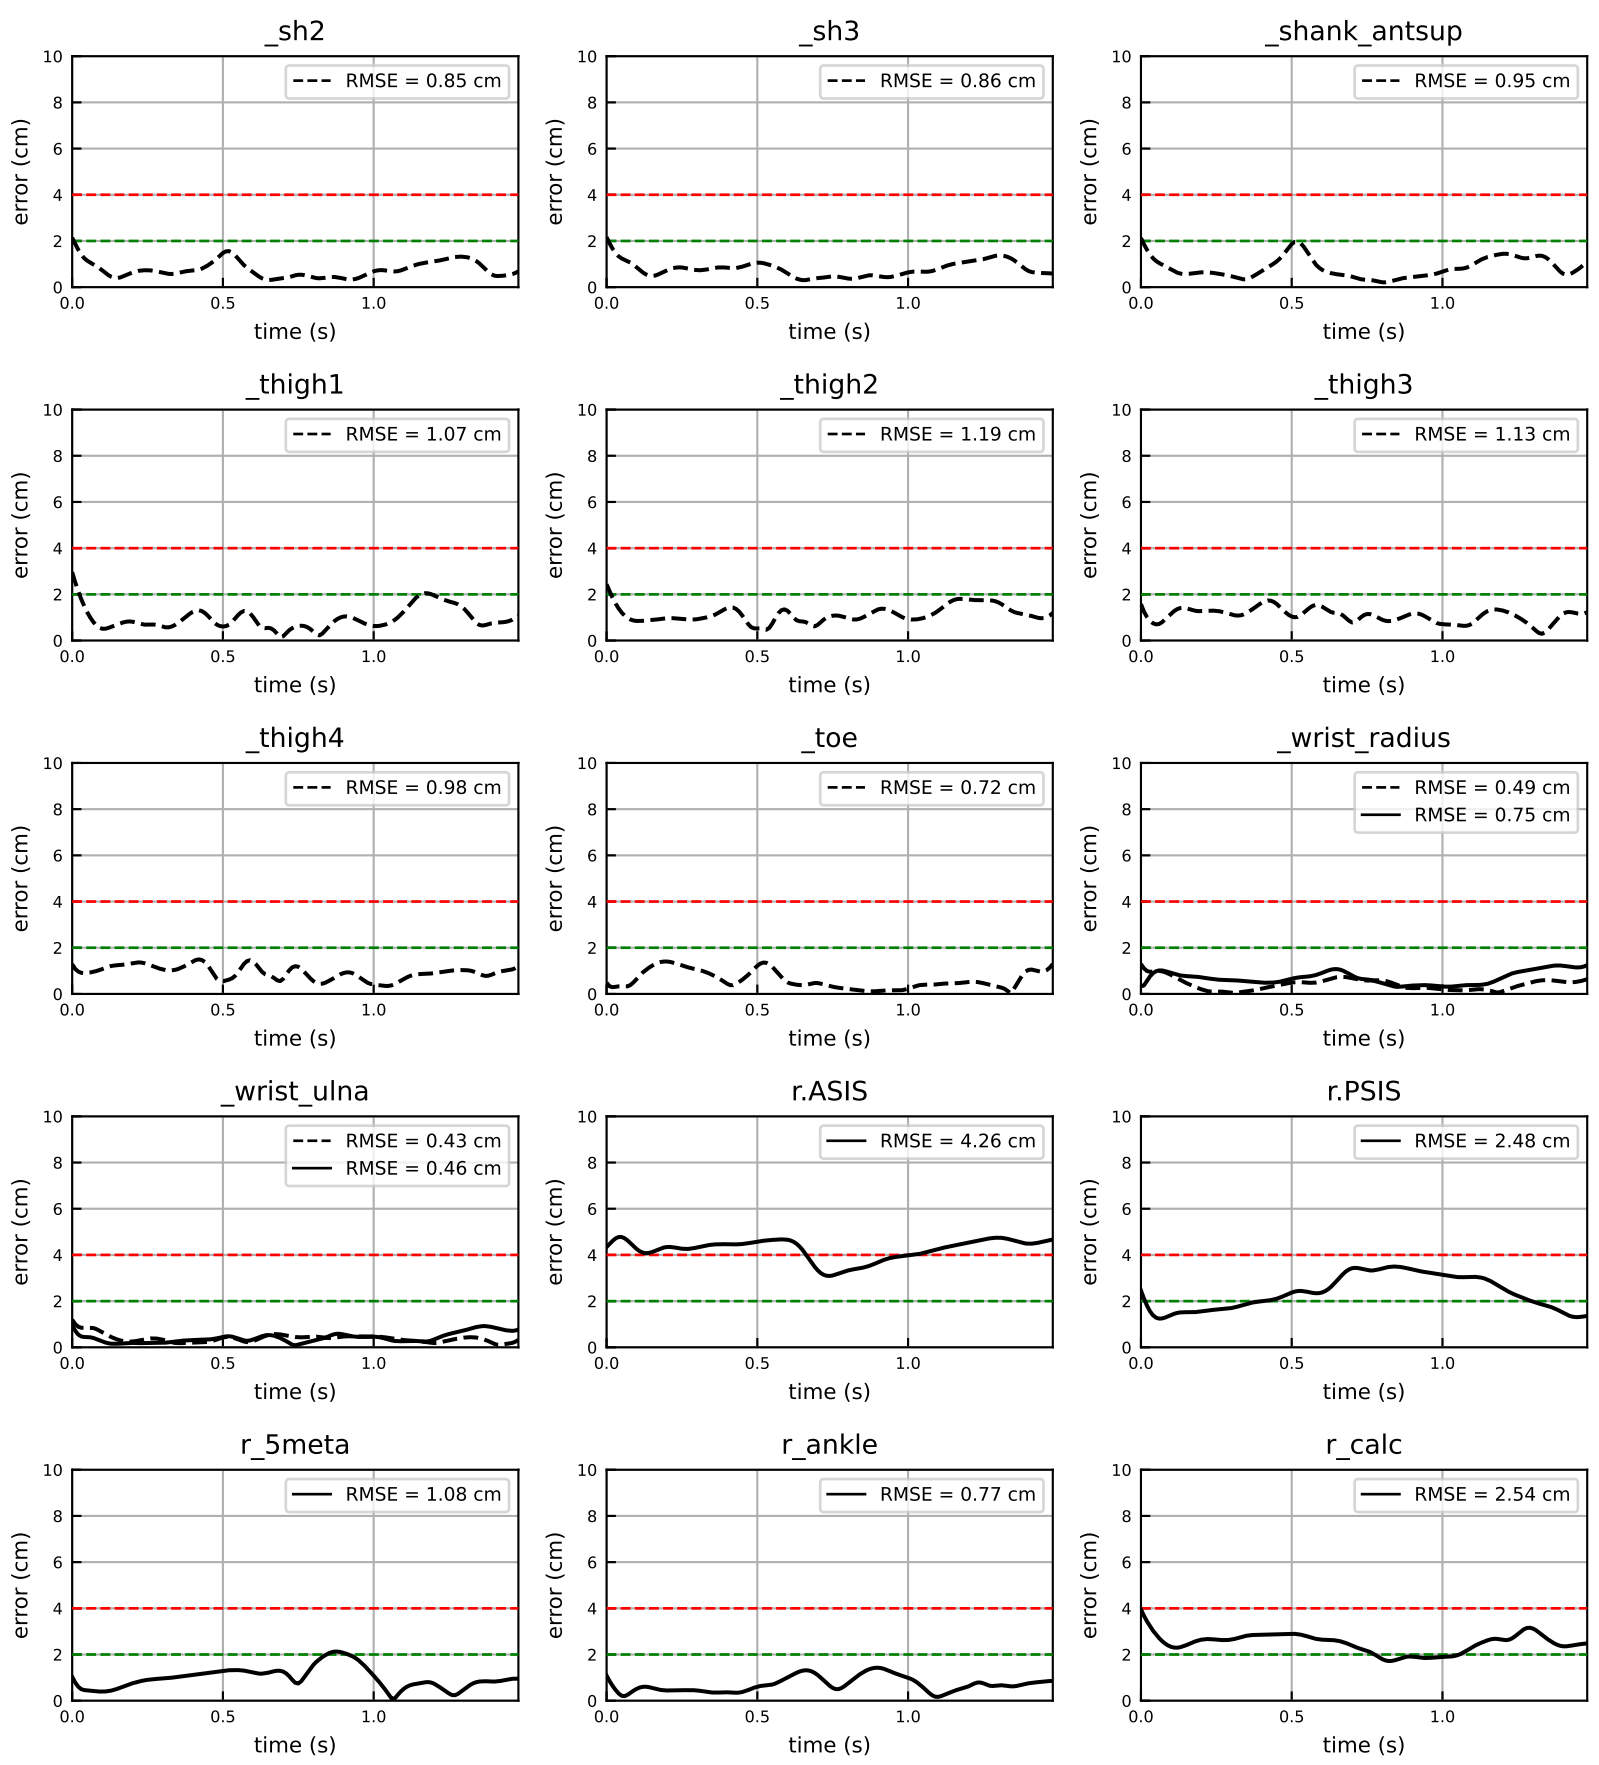 _sh2 _sh3 _shank_antsup
RMSE = 0.85 cm RMSE = 0.86 cm RMSE = 0.95 cm
10 8 6 4 2 0 10 8 6 4 2 0 10 8 6 4 2 0
error (cm) error (cm) error (cm)
0.0 0.5 1.0 0.0 0.5 1.0 0.0 0.5 1.0
time (s) time (s) time (s)
_thigh1 _thigh2 _thigh3
RMSE = 1.07 cm RMSE = 1.19 cm RMSE = 1.13 cm
10 8 6 4 2 0 10 8 6 4 2 0 10 8 6 4 2 0
error (cm) error (cm) error (cm)
0.0 0.5 1.0 0.0 0.5 1.0 0.0 0.5 1.0
time (s) time (s) time (s)
_thigh4 _toe _wrist_radius
RMSE = 0.98 cm RMSE = 0.72 cm RMSE = 0.49 cm
RMSE = 0.75 cm
10 8 6 4 2 0 10 8 6 4 2 0 10 8 6 4 2 0
error (cm) error (cm) error (cm)
0.0 0.5 1.0 0.0 0.5 1.0 0.0 0.5 1.0
time (s) time (s) time (s)
_wrist_ulna r.ASIS r.PSIS
RMSE = 0.43 cm RMSE = 4.26 cm RMSE = 2.48 cm
RMSE = 0.46 cm
10 8 6 4 2 0 10 8 6 4 2 0 10 8 6 4 2 0
error (cm) error (cm) error (cm)
0.0 0.5 1.0 0.0 0.5 1.0 0.0 0.5 1.0
time (s) time (s) time (s)
r_5meta r_ankle r_calc
RMSE = 1.08 cm RMSE = 0.77 cm RMSE = 2.54 cm
10 8 6 4 2 0 10 8 6 4 2 0 10 8 6 4 2 0
error (cm) error (cm) error (cm)
0.0 0.5 1.0 0.0 0.5 1.0 0.0 0.5 1.0
time (s) time (s) time (s)